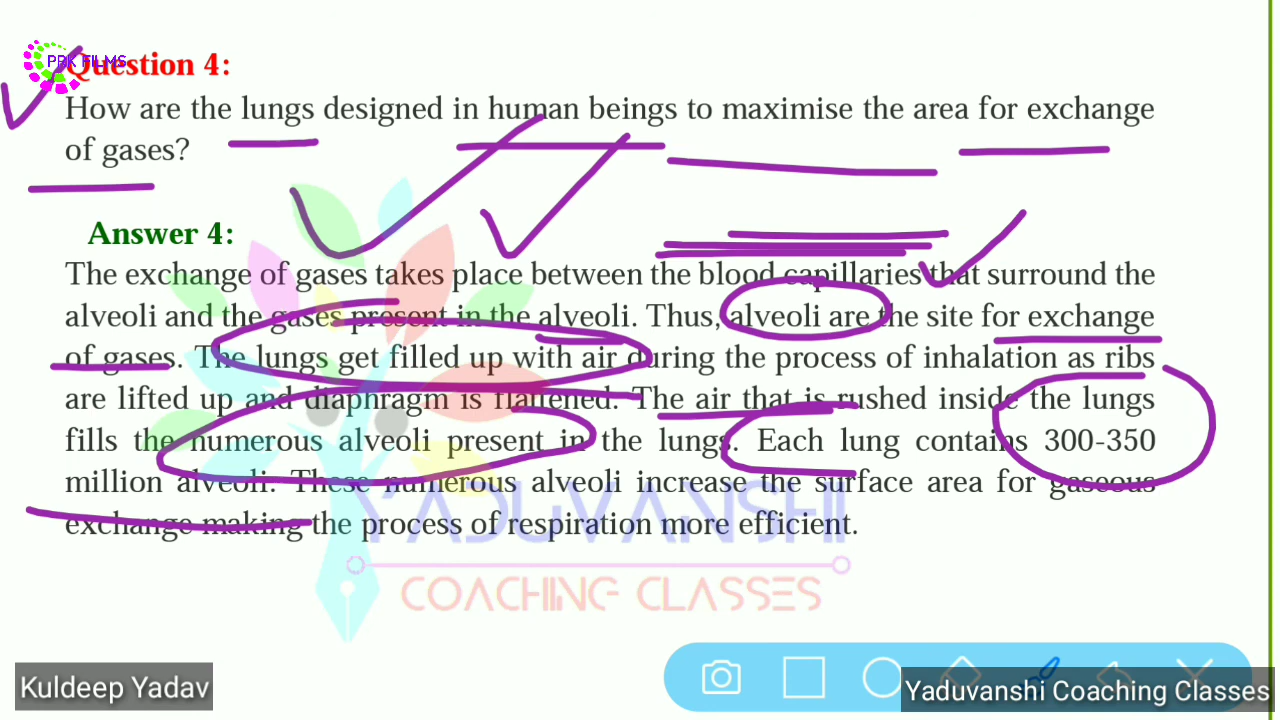 PBK FILMS
Question 4:
How are the lungs designed in human beings to maximise the area for exchange
of gases?
Answer 4:
The exchange of gases takes place between the blood capillaries that surround the
alveoli and the gases present in the alveoli. Thus, alveoli are the site for exchange
of gases. The lungs get filled up with air during the process of inhalation as ribs
are lifted up and diaphragm is flattened. The air that is rushed inside the lungs
fills the numerous alveoli present in the lungs. Each lung contains 300-350
million alveoli. These numerous alveoli increase the surface area for gaseous
exchange making the process of respiration more efficient.
YADUVANSHI
COACHING CLASSES
Kuldeep Yadav
Yaduvanshi Coaching Classes